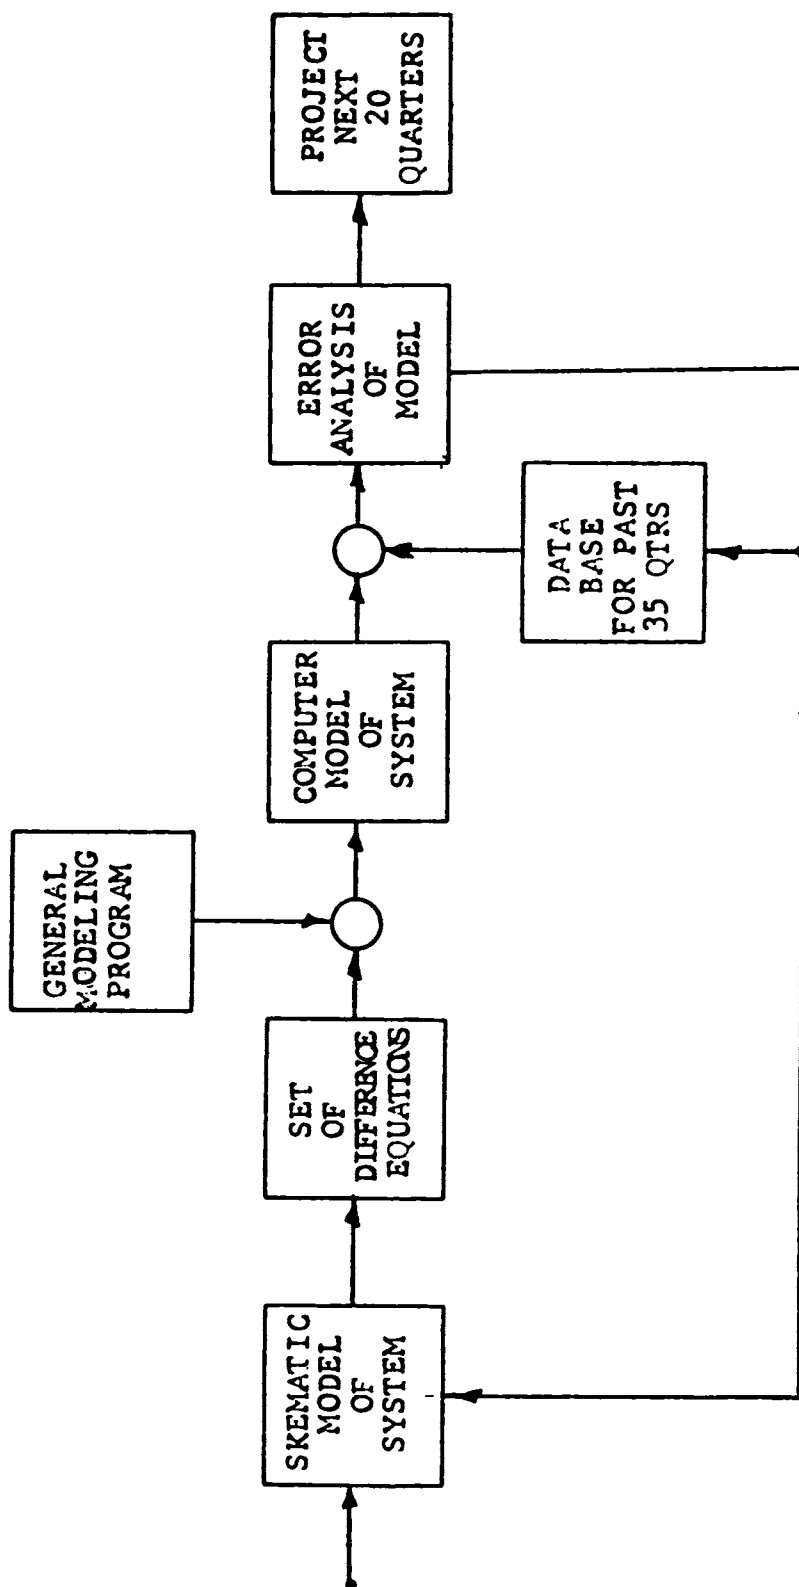 SKEMATIC
MODEL
OF
SYSTEM
SET
OF
DIFFERENCE
EQUATIONS
GENERAL
MODELING
PROGRAM
COMPUTER
MODEL
OF
SYSTEM
DATA
BASE
FOR PAST
35 QTRS
ERROR
ANALYSIS
OF
MODEL
PROJECT
NEXT
20
QUARTERS